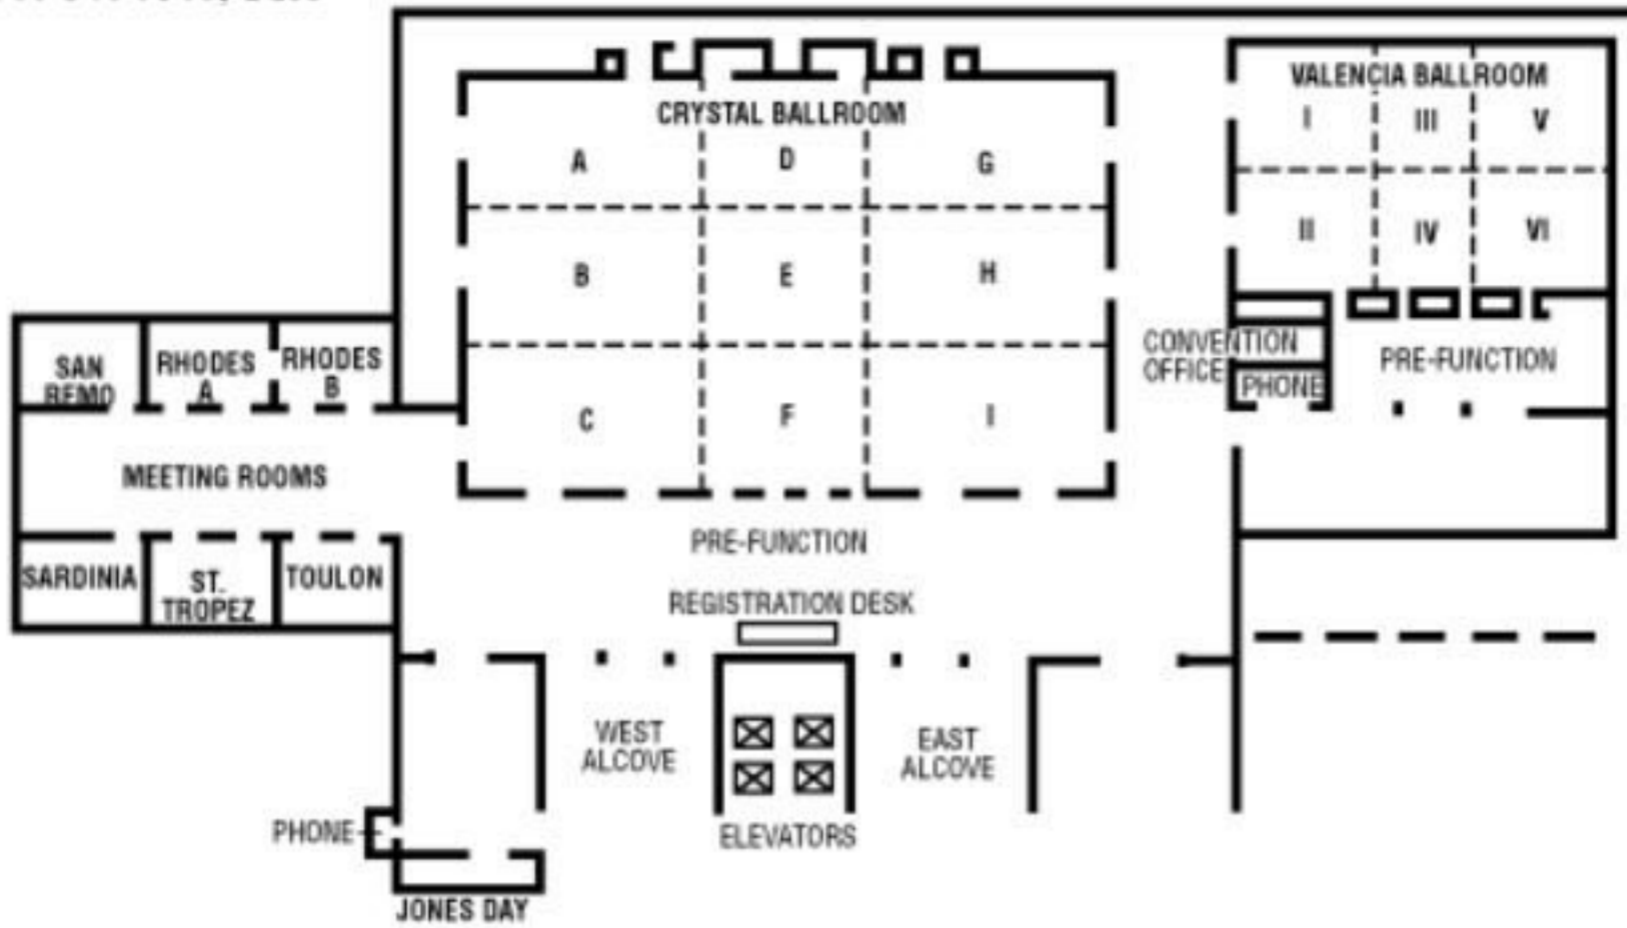 VALENCIA BALLROOM
I III V
II IV VI
CRYSTAL BALLROOM
A D G
B E H
C F I
CONVENTION
OFFICE
PHONE
PRE-FUNCTION
SAN
REMO
RHODES
A
RHODES
B
MEETING ROOMS
SARDINIA
ST.
TROPEZ
TOULON
PRE-FUNCTION
REGISTRATION DESK
WEST
ALCOVE
EAST
ALCOVE
ELEVATORS
PHONE
JONES DAY